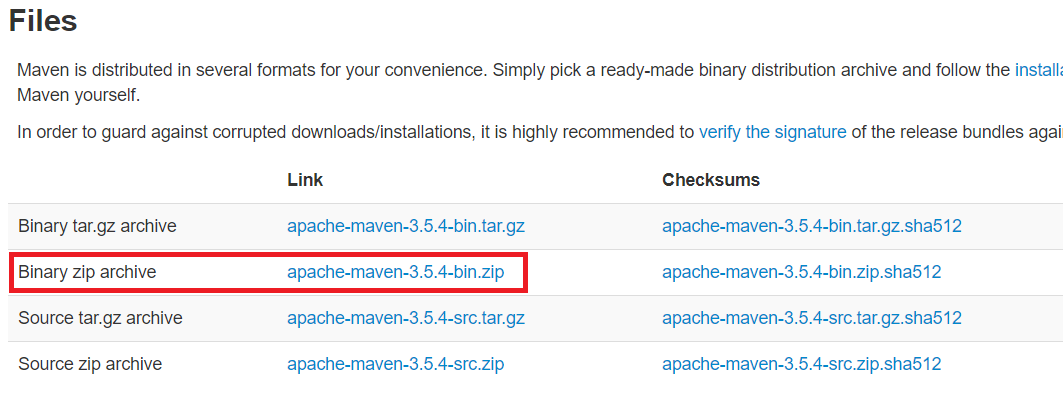 Files
Maven is distributed in several formats for your convenience. Simply pick a ready-made binary distribution archive and follow the
Maven yourself.
In order to guard against corrupted downloads/installations, it is highly recommended to verify the signature of the release bundles
Link Checksums
Binary tar.gz archive apache-maven-3.5.4-bin.tar.gz apache-maven-3.5.4-bin.tar.gz.sha512
Binary zip archive apache-maven-3.5.4-bin.zip apache-maven-3.5.4-bin.zip.sha512
Source tar.gz archive apache-maven-3.5.4-src.tar.gz apache-maven-3.5.4-src.tar.gz.sha512
Source zip archive apache-maven-3.5.4-src.zip apache-maven-3.5.4-src.zip.sha512